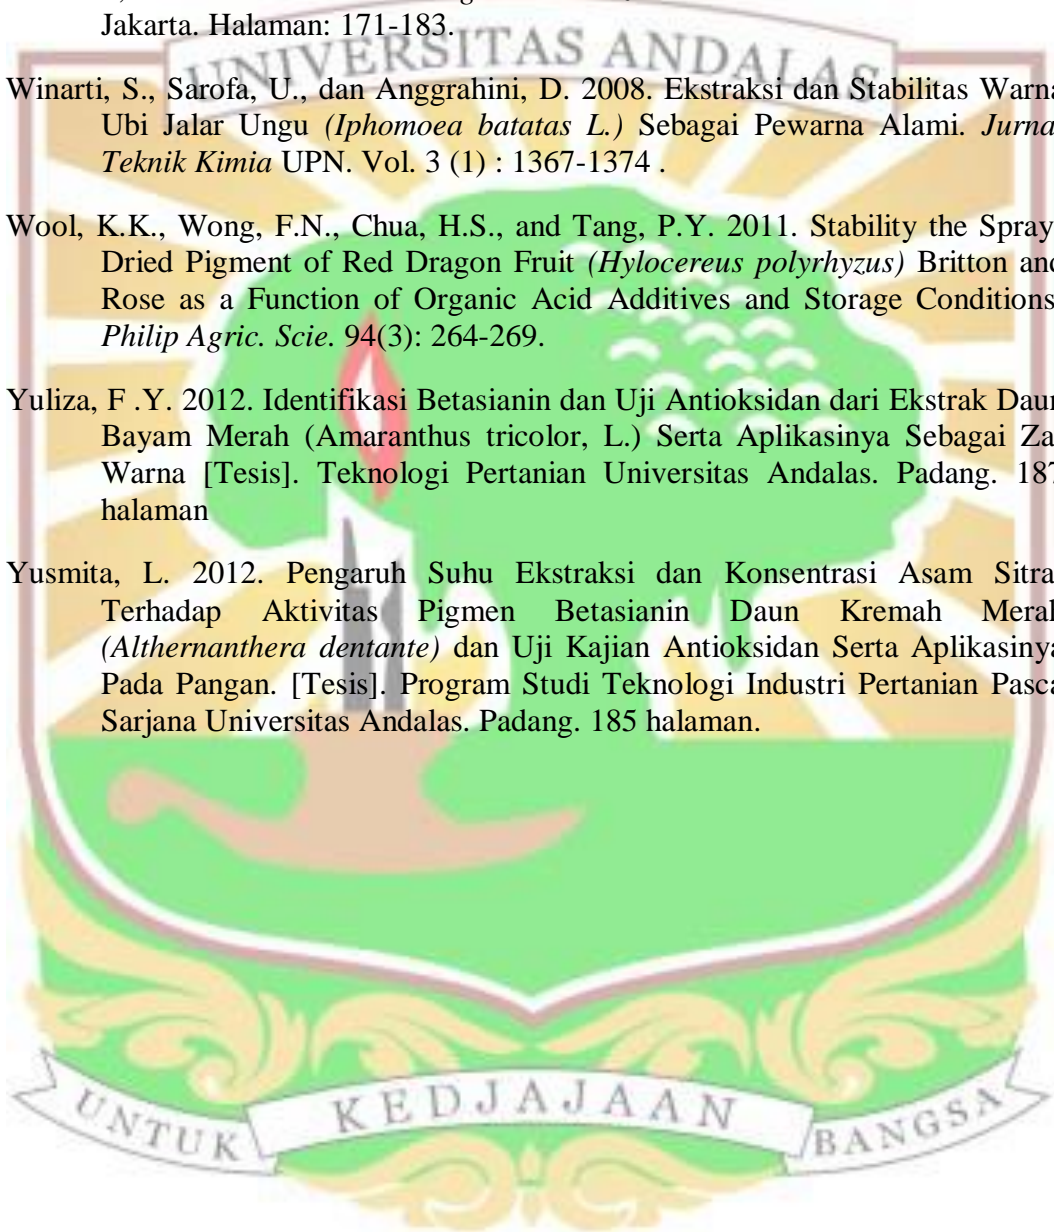 Jakarta. Halaman: 171-183.
UNIVERSITAS ANDALAS
Winarti, S., Sarofa, U., dan Anggrahini, D. 2008. Ekstraksi dan Stabilitas Warna
Ubi Jalar Ungu (Iphomoea batatas L.) Sebagai Pewarna Alami. Jurna
Teknik Kimia UPN. Vol. 3 (1) : 1367-1374 .
Wool, K.K., Wong, F.N., Chua, H.S., and Tang, P.Y. 2011. Stability the Spray
Dried Pigment of Red Dragon Fruit (Hylocereus polyrhyzus) Britton and
Rose as a Function of Organic Acid Additives and Storage Conditions
Philip Agric. Scie. 94(3): 264-269.
Yuliza, F .Y. 2012. Identifikasi Betasianin dan Uji Antioksidan dari Ekstrak Daun
Bayam Merah (Amaranthus tricolor, L.) Serta Aplikasinya Sebagai Za
Warna [Tesis]. Teknologi Pertanian Universitas Andalas. Padang. 187
halaman
Yusmita, L. 2012. Pengaruh Suhu Ekstraksi dan Konsentrasi Asam Sitra
Terhadap Aktivitas Pigmen Betasianin Daun Kremah Merah
(Althernanthera dentante) dan Uji Kajian Antioksidan Serta Aplikasinya
Pada Pangan. [Tesis]. Program Studi Teknologi Industri Pertanian Pasca
Sarjana Universitas Andalas. Padang. 185 halaman.
UNTUK KEDJAJAAN BANGSA